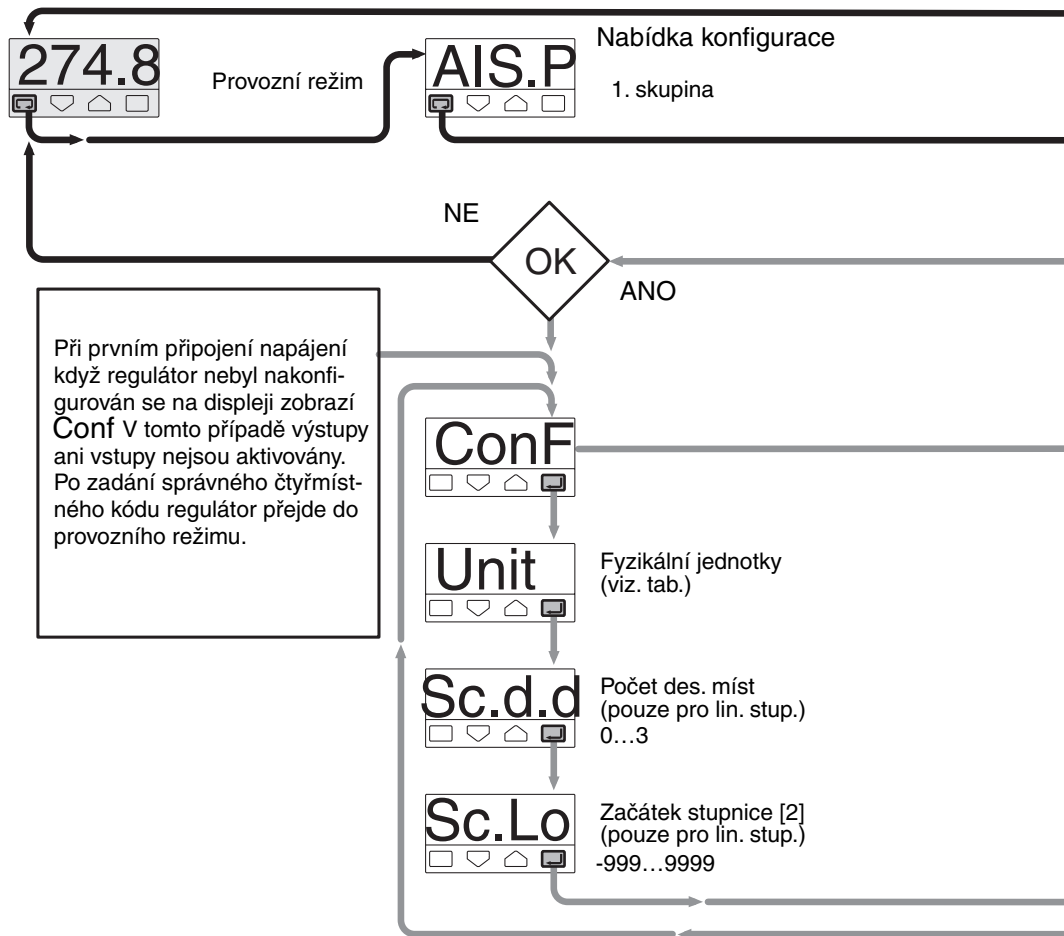 274.8
Provozní režim
AIS.P
Nabídka konfigurace
1. skupina
NE
OK
ANO
Při prvním připojení napájení
když regulátor nebyl nakonfi-
gurován se na displeji zobrazí
Conf V tomto případě výstupy
ani vstupy nejsou aktivovány.
Po zadání správného čtyřmíst-
ného kódu regulátor přejde do
provozního režimu.
ConF
Unit
Fyzikální jednotky
(viz. tab.)
Sc.d.d
Počet des. míst
(pouze pro lin. stup.)
0…3
Sc.Lo
Začátek stupnice [2]
(pouze pro lin. stup.)
-999…9999